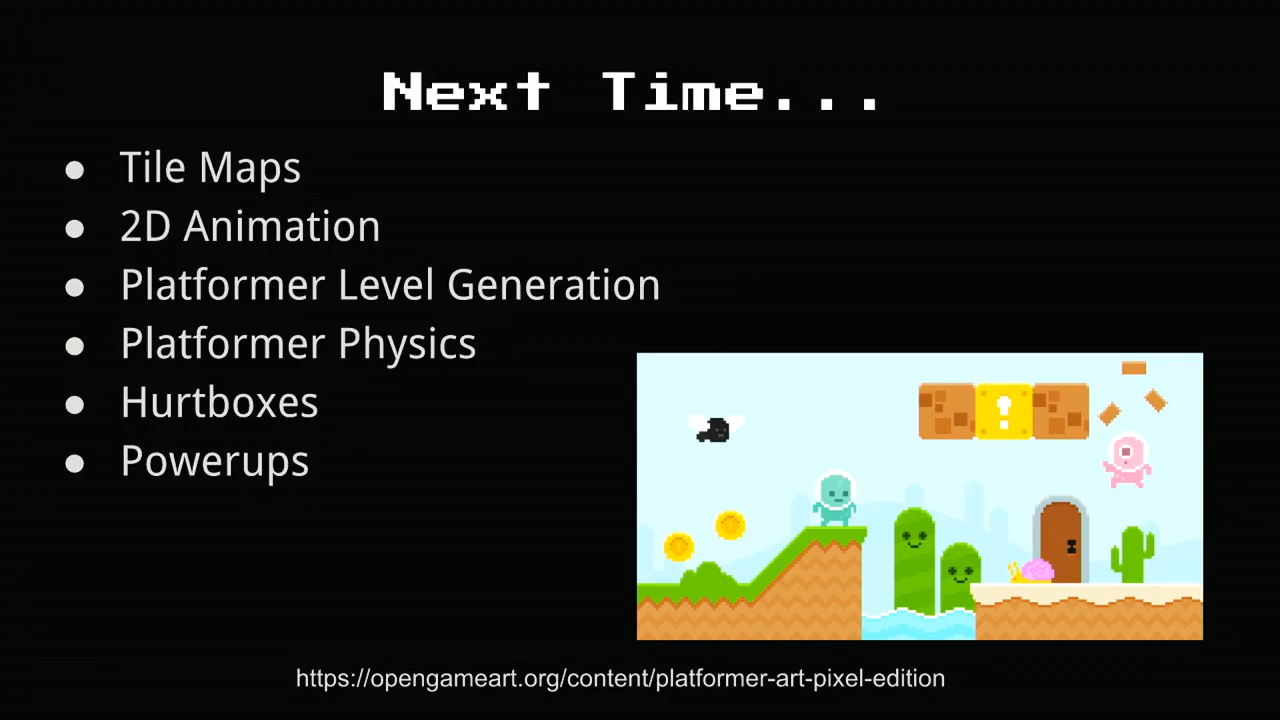 Next Time...
● Tile Maps
● 2D Animation
● Platformer Level Generation
● Platformer Physics
● Hurtboxes
● Powerups
!
https://opengameart.org/content/platformer-art-pixel-edition